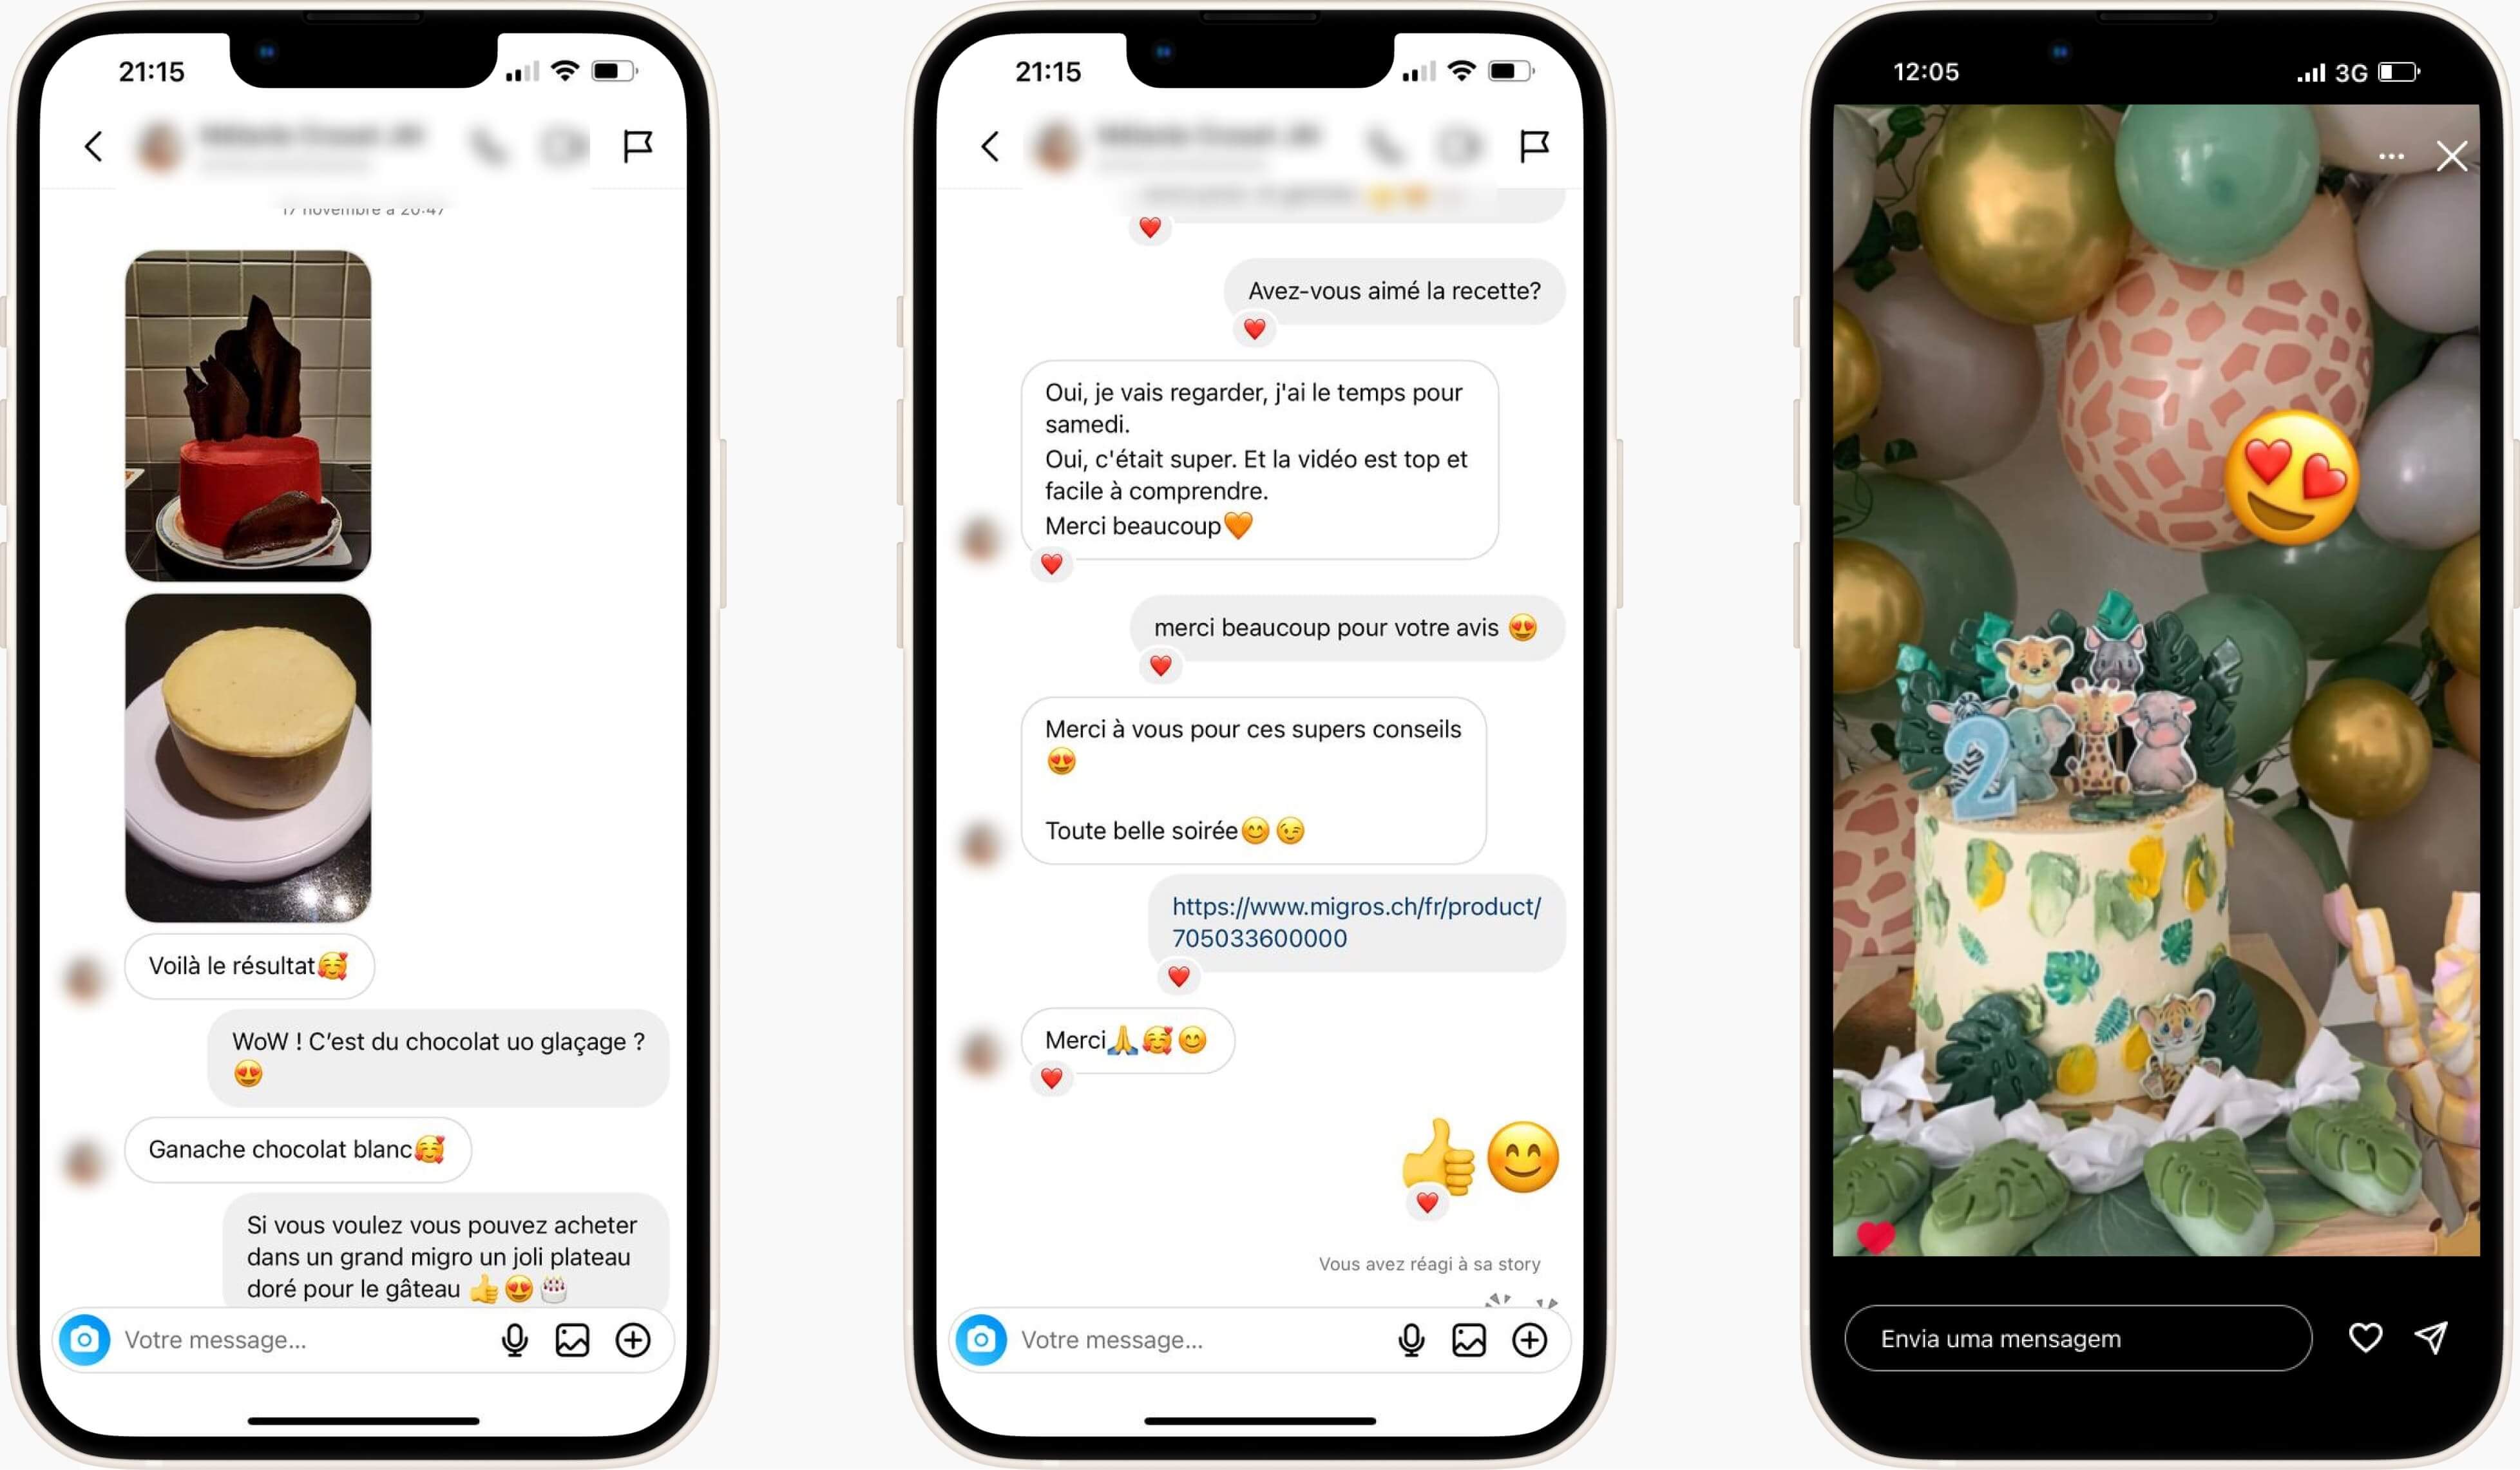 21:15
17 novembre à 20:47
Voilà le résultat🥰
WoW ! C’est du chocolat uo glaçage ?
😍
Ganache chocolat blanc🥰
Si vous voulez vous pouvez acheter
dans un grand migro un joli plateau
doré pour le gâteau 👍😍🎂
Votre message...
21:15
Avez-vous aimé la recette?
Oui, je vais regarder, j'ai le temps pour
samedi.
Oui, c'était super. Et la vidéo est top et
facile à comprendre.
Merci beaucoup🧡
merci beaucoup pour votre avis 😍
Merci à vous pour ces supers conseils
😍
Toute belle soirée😊😉
https://www.migros.ch/fr/product/
705033600000
Merci🙏🥰😊
👍😊
Vous avez réagi à sa story
Votre message...
12:05
3G
2
Envia uma mensagem